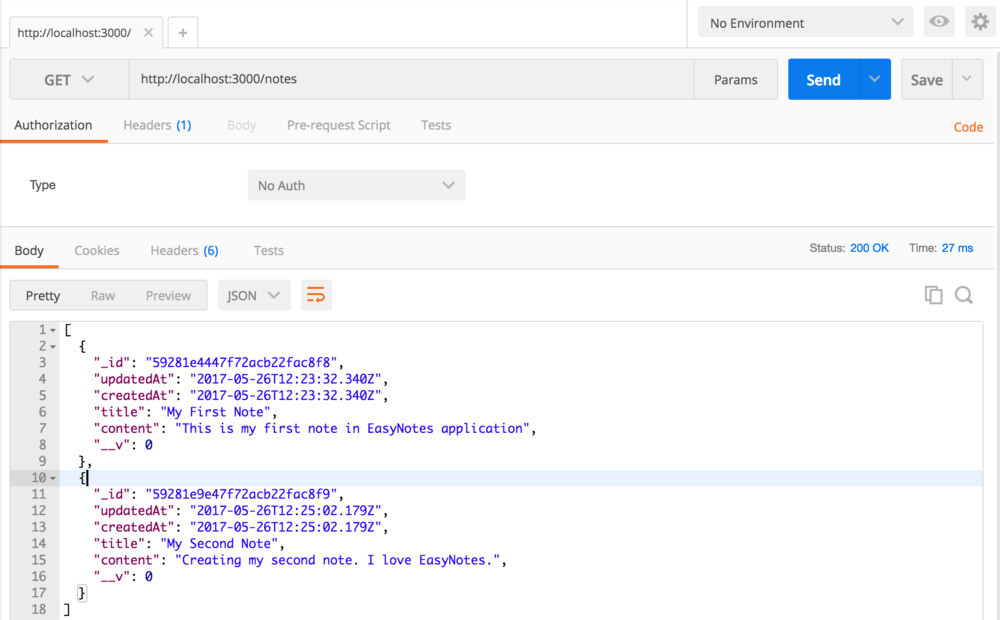 http://localhost:3000/ × +
No Environment
GET http://localhost:3000/notes Params Send Save
Authorization Headers (1) Body Pre-request Script Tests Code
Type No Auth
Body Cookies Headers (6) Tests Status: 200 OK Time: 27 ms
Pretty Raw Preview JSON
1 [
2 {
3 "_id": "59281e4447f72acb22fac8f8",
4 "updatedAt": "2017-05-26T12:23:32.340Z",
5 "createdAt": "2017-05-26T12:23:32.340Z",
6 "title": "My First Note",
7 "content": "This is my first note in EasyNotes application",
8 "__v": 0
9 },
10 {
11 "_id": "59281e9e47f72acb22fac8f9",
12 "updatedAt": "2017-05-26T12:25:02.179Z",
13 "createdAt": "2017-05-26T12:25:02.179Z",
14 "title": "My Second Note",
15 "content": "Creating my second note. I love EasyNotes.",
16 "__v": 0
17 }
18 ]